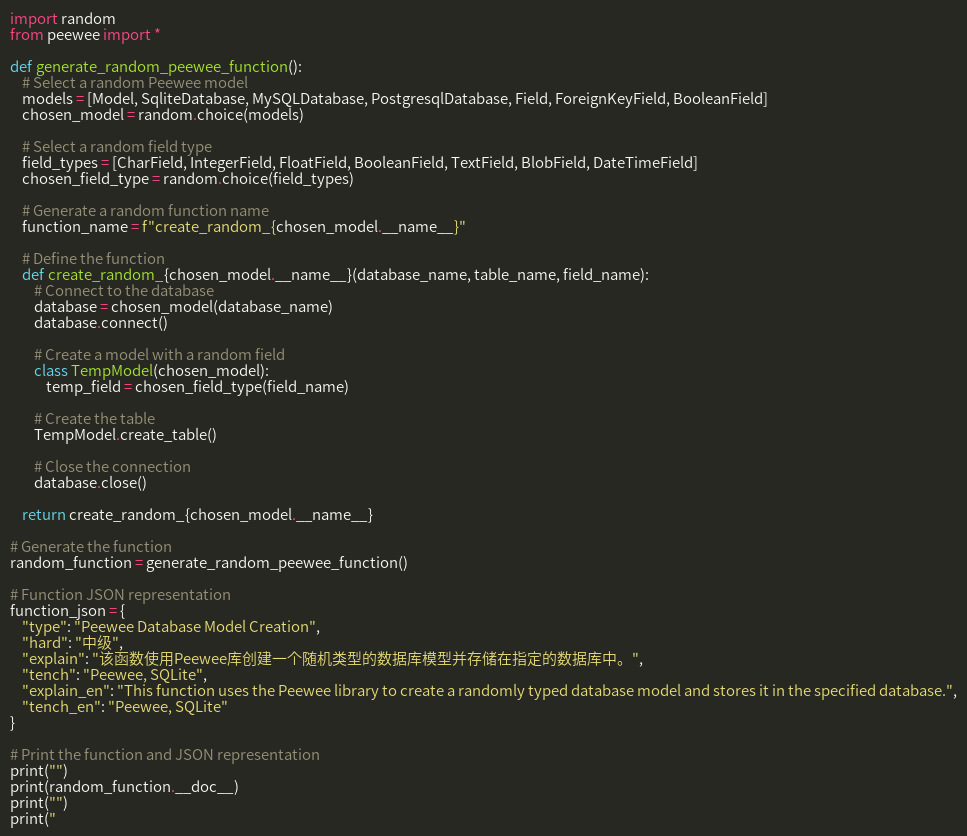 import random
from peewee import *
def generate_random_peewee_function():
# Select a random Peewee model
models = [Model, SqliteDatabase, MySQLDatabase, PostgresqlDatabase, Field, ForeignKeyField, BooleanField]
chosen_model = random.choice(models)
# Select a random field type
field_types = [CharField, IntegerField, FloatField, BooleanField, TextField, BlobField, DateTimeField]
chosen_field_type = random.choice(field_types)
# Generate a random function name
function_name = f"create_random_{chosen_model.__name__}"
# Define the function
def create_random_{chosen_model.__name__}(database_name, table_name, field_name):
# Connect to the database
database = chosen_model(database_name)
database.connect()
# Create a model with a random field
class TempModel(chosen_model):
temp_field = chosen_field_type(field_name)
# Create the table
TempModel.create_table()
# Close the connection
database.close()
return create_random_{chosen_model.__name__}
# Generate the function
random_function = generate_random_peewee_function()
# Function JSON representation
function_json = {
"type": "Peewee Database Model Creation",
"hard": "中级",
"explain": "该函数使用Peewee库创建一个随机类型的数据库模型并存储在指定的数据库中。",
"tench": "Peewee, SQLite",
"explain_en": "This function uses the Peewee library to create a randomly typed database model and stores it in the specified database.",
"tench_en": "Peewee, SQLite"
}
# Print the function and JSON representation
print("")
print(random_function.__doc__)
print("")
print("